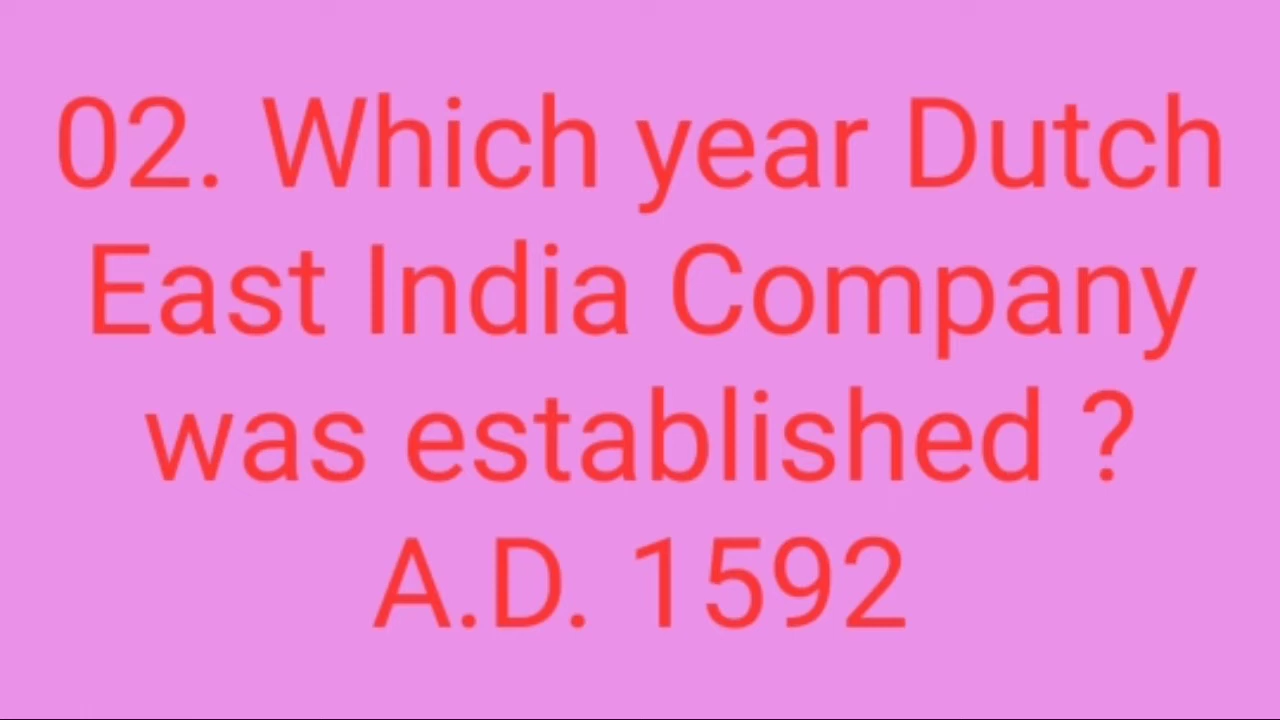 02. Which year Dutch
East India Company
was established ?
A.D. 1592